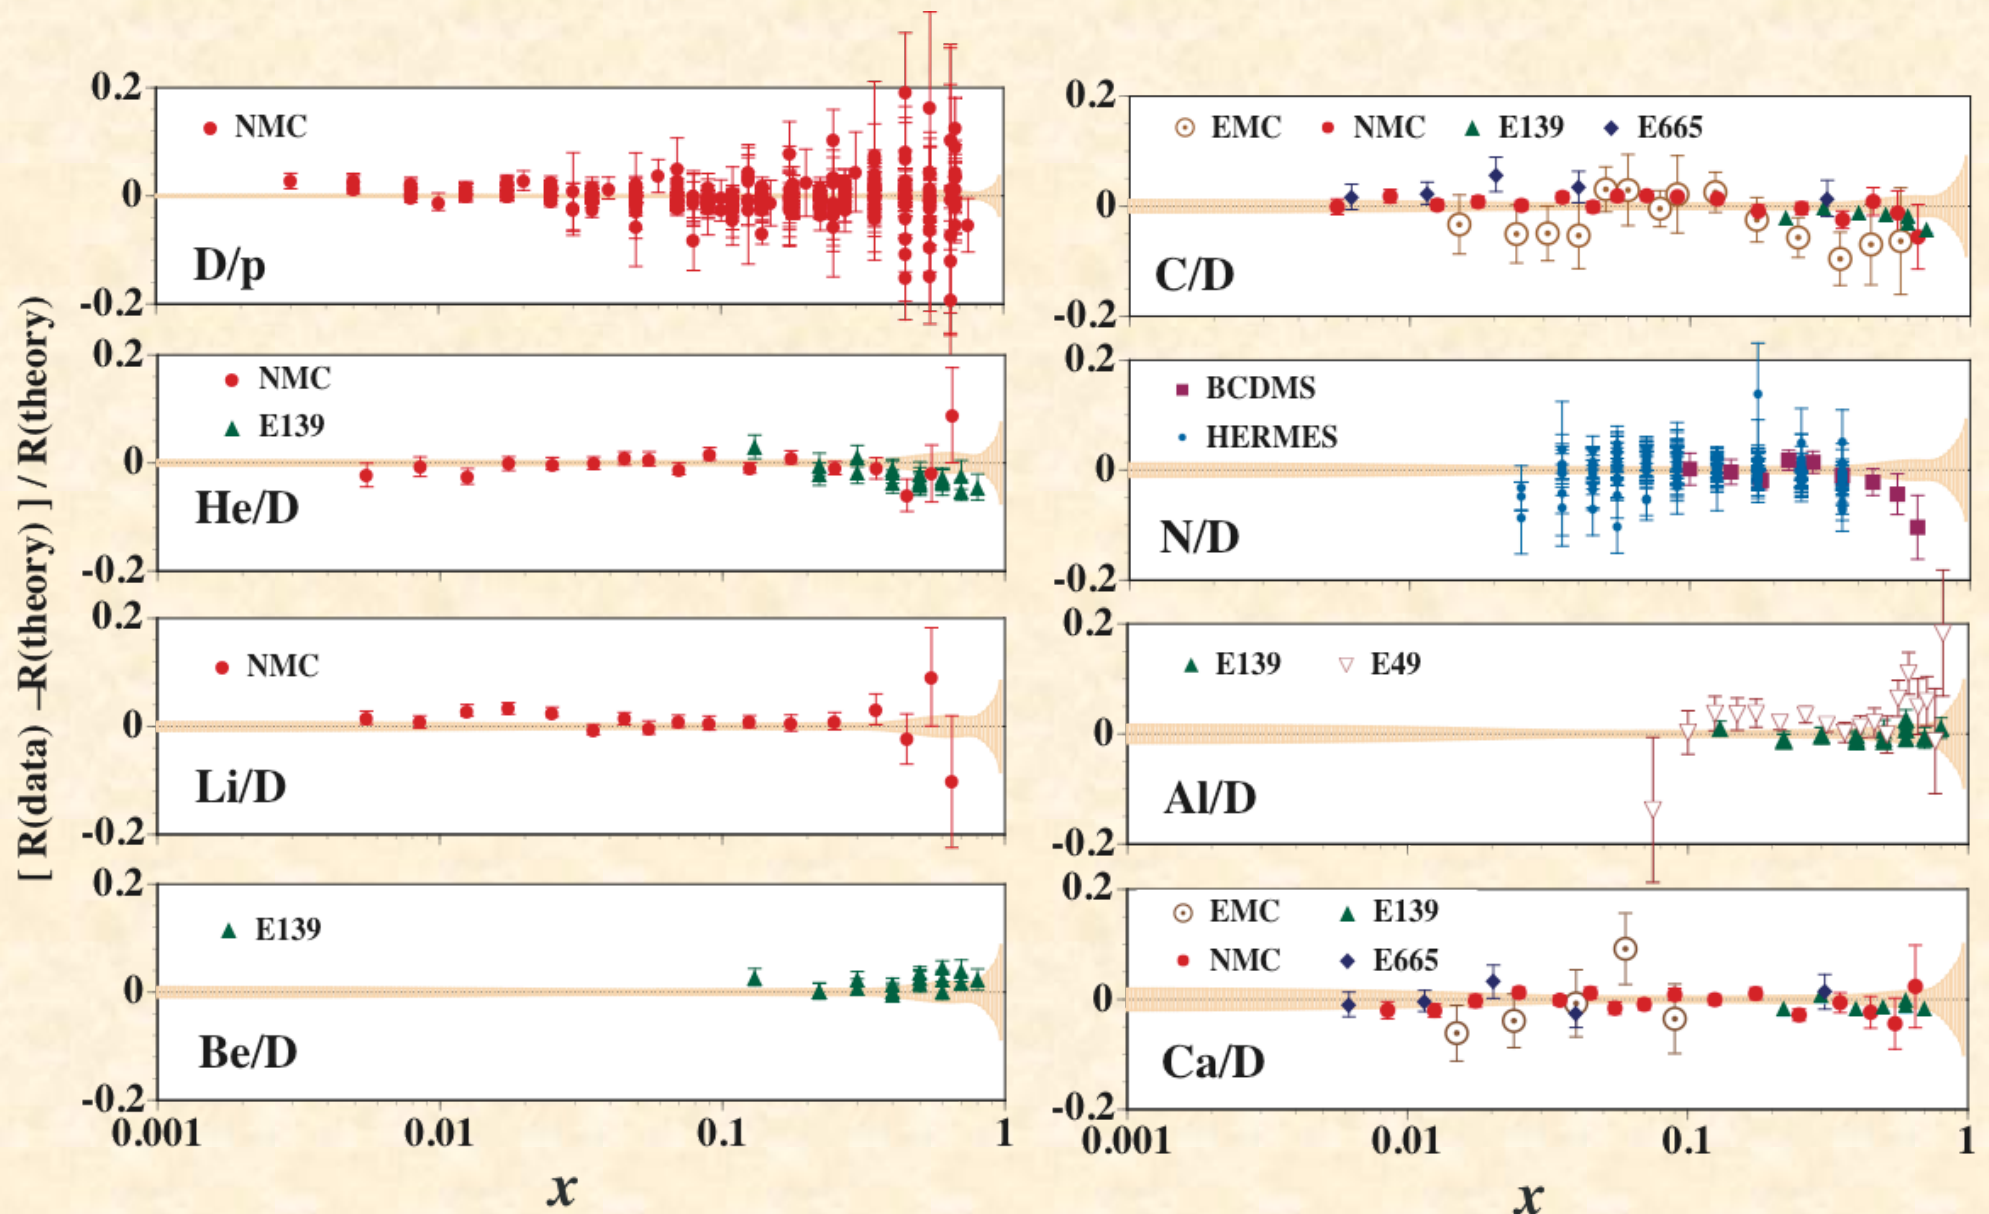 [ R(data) – R(theory) ] / R(theory)
0.2
NMC
0
D/p
-0.2
0.2
NMC
E139
0
He/D
-0.2
0.2
NMC
0
Li/D
-0.2
0.2
E139
0
Be/D
-0.2
0.001 0.01 0.1 1
x
0.2
EMC NMC E139 E665
0
C/D
-0.2
0.2
BCDMS
HERMES
0
N/D
-0.2
0.2
E139 E49
0
Al/D
-0.2
0.2
EMC E139
NMC E665
0
Ca/D
-0.2
0.001 0.01 0.1 1
x